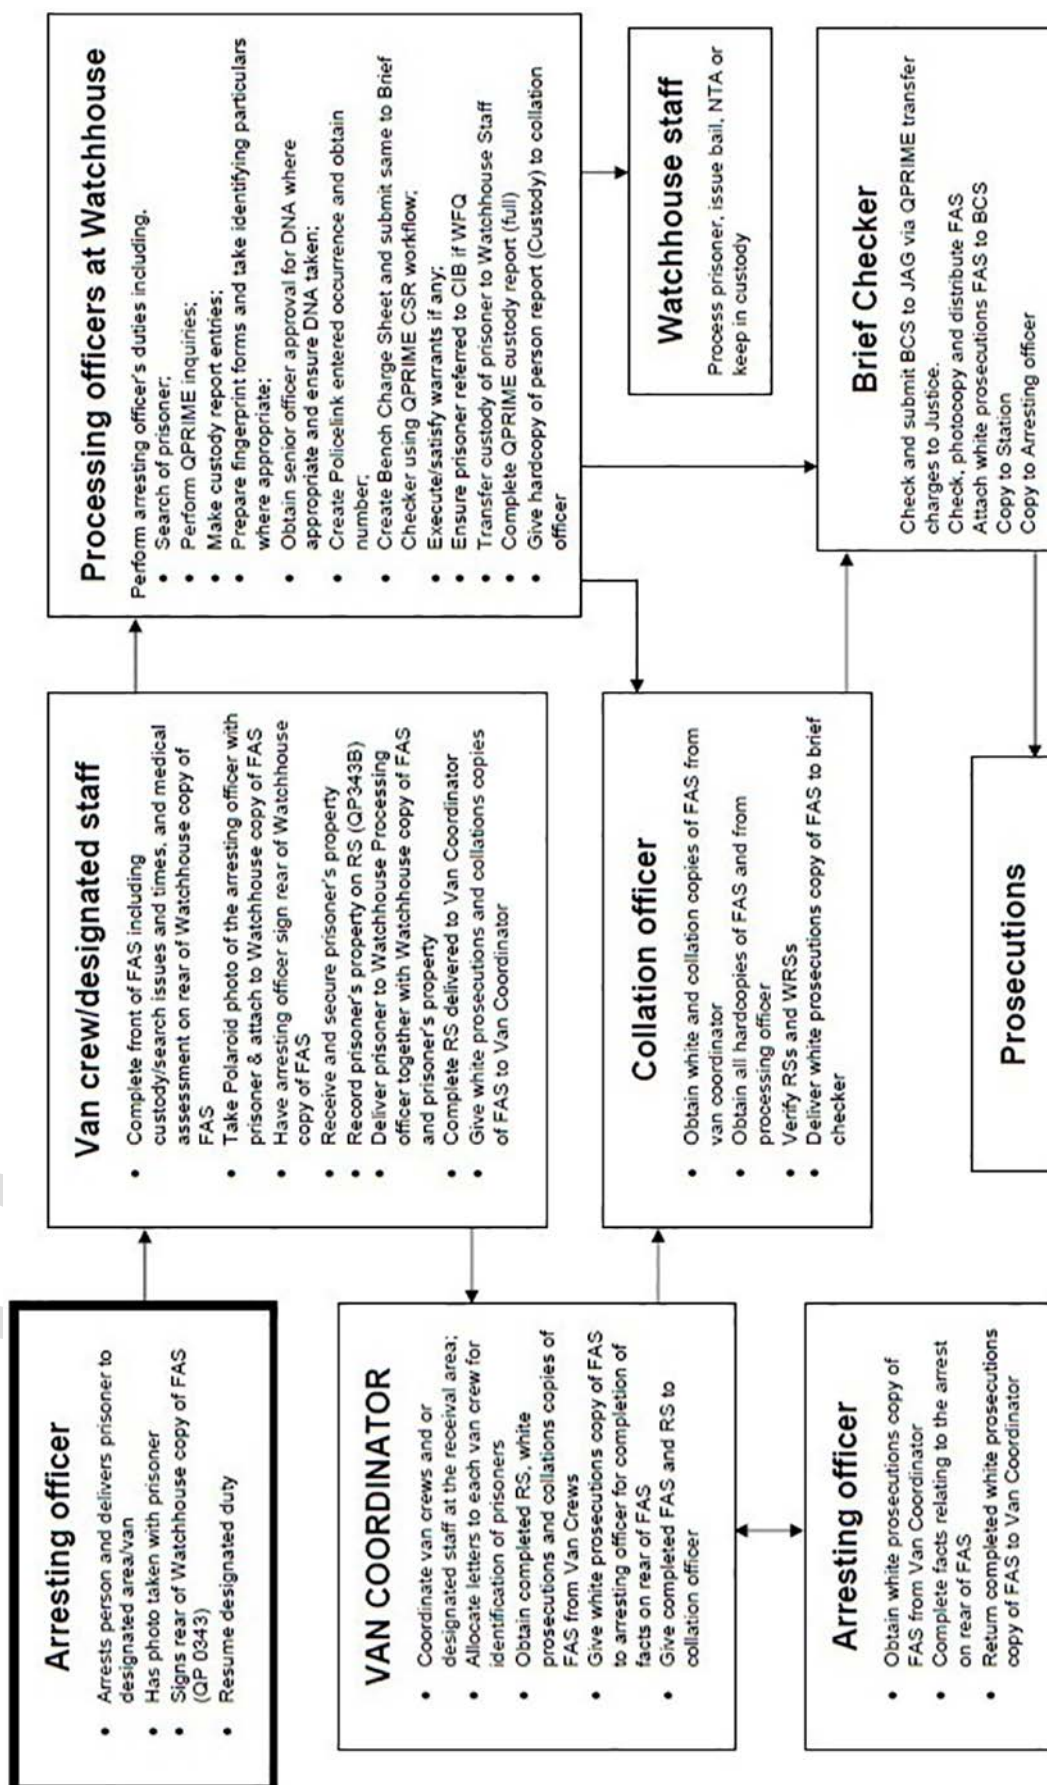 Arresting officer
• Arrests person and delivers prisoner to
designated area/van
• Has photo taken with prisoner
• Signs rear of Watchhouse copy of FAS
(QP 0343)
• Resume designated duty
Van crew/designated staff
• Complete front of FAS including
custody/search issues and times, and medical
assessment on rear of Watchhouse copy of
FAS
• Take Polaroid photo of the arresting officer with
prisoner & attach to Watchhouse copy of FAS
• Have arresting officer sign rear of Watchhouse
copy of FAS
• Receive and secure prisoner's property
• Record prisoner's property on RS (QP343B)
• Deliver prisoner to Watchhouse Processing
officer together with Watchhouse copy of FAS
and prisoner's property
• Complete RS delivered to Van Coordinator
• Give white prosecutions and collations copies
of FAS to Van Coordinator
Processing officers at Watchhouse
Perform arresting officer's duties including,
• Search of prisoner;
• Perform QPRIME inquiries;
• Make custody report entries;
• Prepare fingerprint forms and take identifying particulars
where appropriate;
• Obtain senior officer approval for DNA where
appropriate and ensure DNA taken;
• Create Policelink entered occurrence and obtain
number;
• Create Bench Charge Sheet and submit same to Brief
Checker using QPRIME CSR workflow;
• Execute/satisfy warrants if any;
• Ensure prisoner referred to CIB if WFQ
• Transfer custody of prisoner to Watchhouse Staff
• Complete QPRIME custody report (full)
• Give hardcopy of person report (Custody) to collation
officer
VAN COORDINATOR
• Coordinate van crews and or
designated staff at the receival area;
• Allocate letters to each van crew for
identification of prisoners
• Obtain completed RS, white
prosecutions and collations copies of
FAS from Van Crews
• Give white prosecutions copy of FAS
to arresting officer for completion of
facts on rear of FAS
• Give completed FAS and RS to
collation officer
Collation officer
• Obtain white and collation copies of FAS from
van coordinator
• Obtain all hardcopies of FAS and from
processing officer
• Verify RSs and WRSs
• Deliver white prosecutions copy of FAS to brief
checker
Watchhouse staff
Process prisoner, issue bail, NTA or
keep in custody
Arresting officer
• Obtain white prosecutions copy of
FAS from Van Coordinator
• Complete facts relating to the arrest
on rear of FAS
• Return completed white prosecutions
copy of FAS to Van Coordinator
Prosecutions
Brief Checker
Check and submit BCS to JAG via QPRIME transfer
charges to Justice.
Check, photocopy and distribute FAS
Attach white prosecutions FAS to BCS
Copy to Station
Copy to Arresting officer